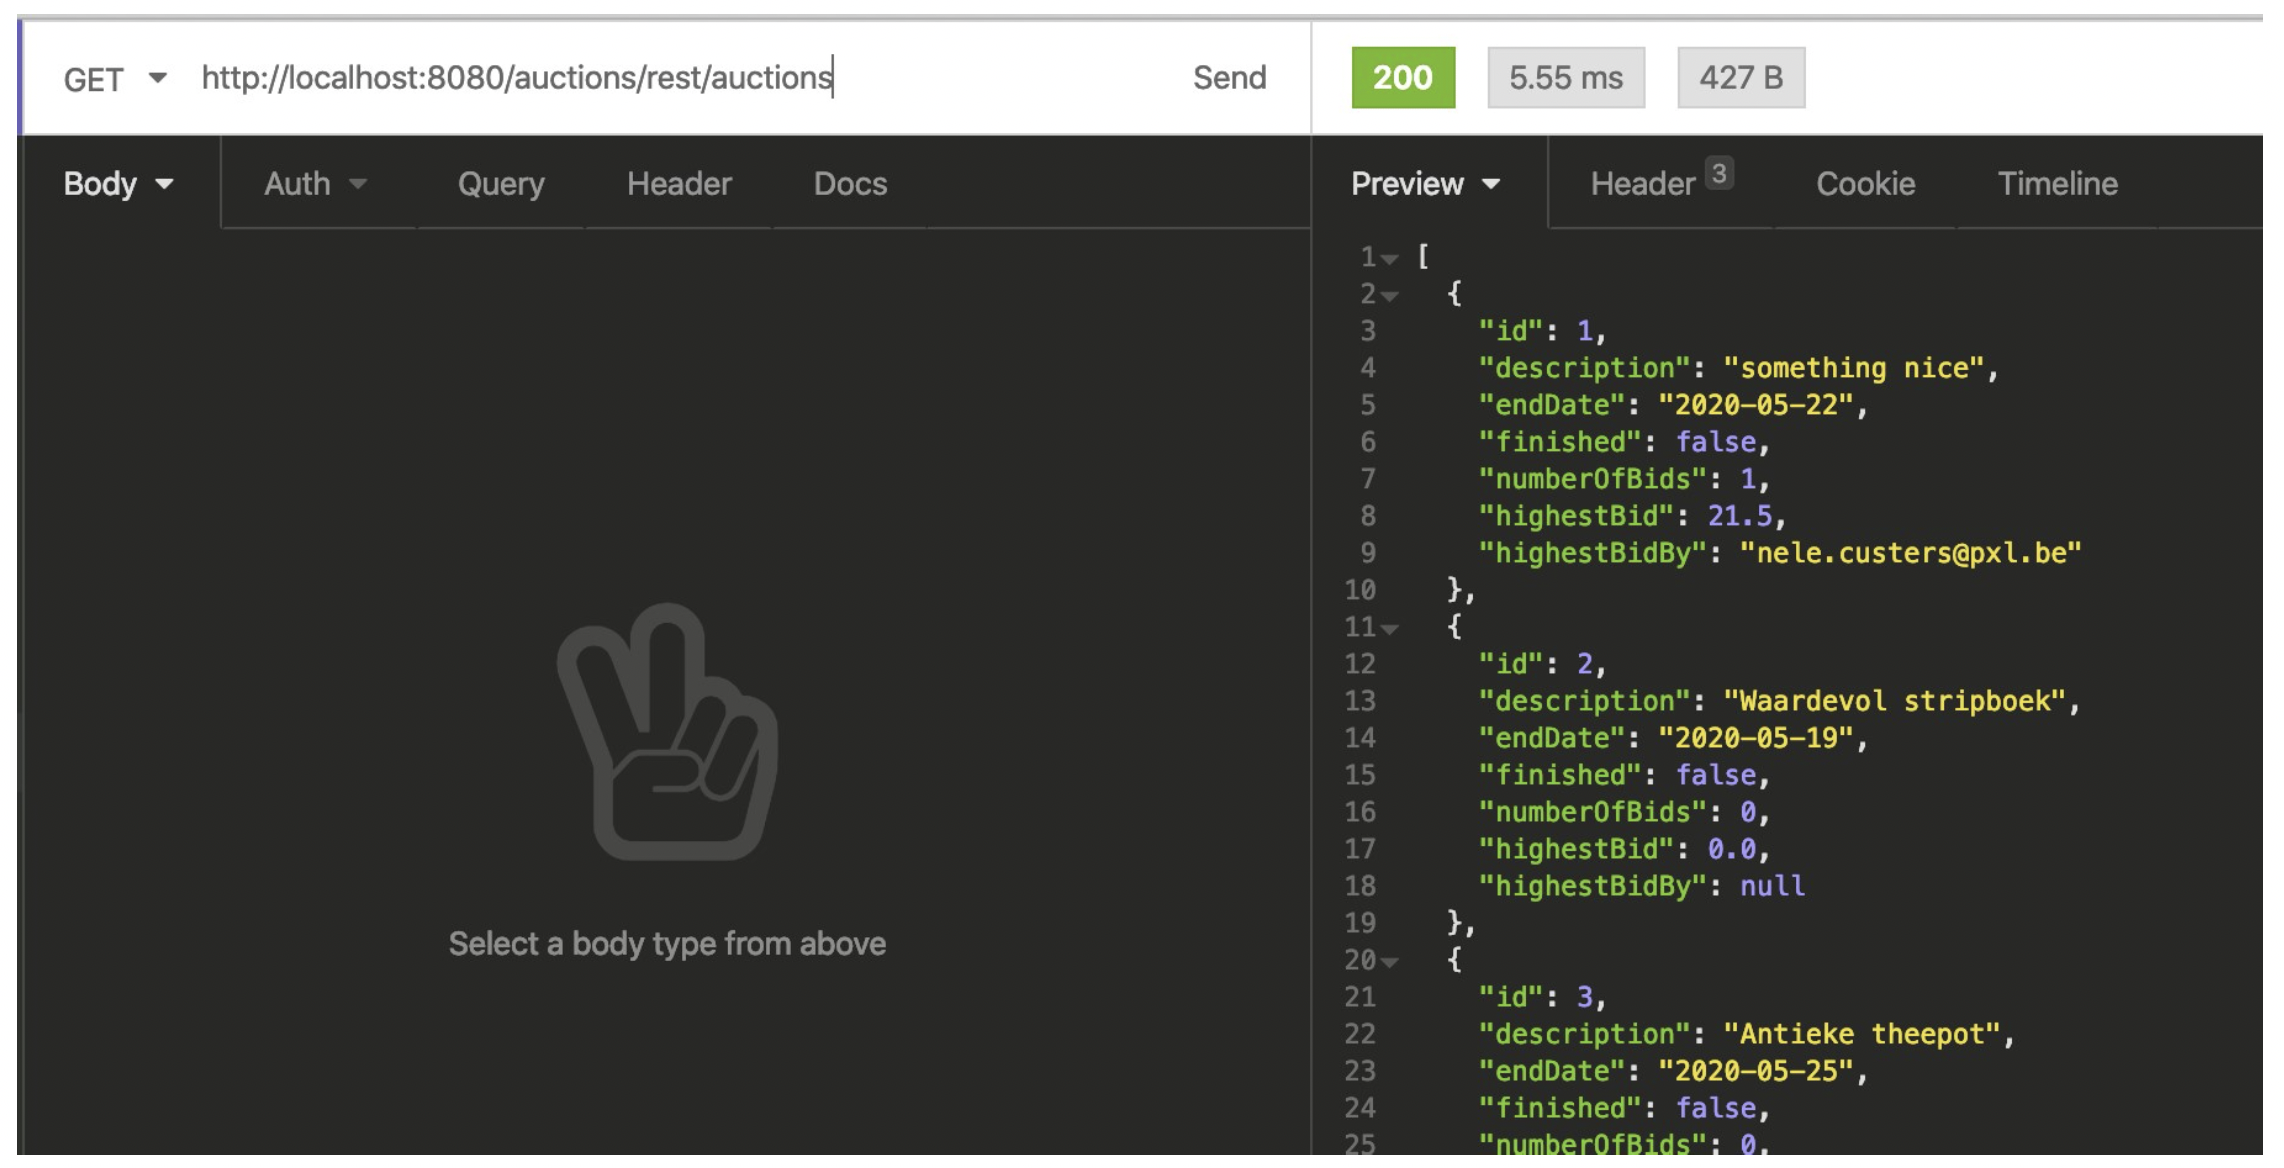 GET http://localhost:8080/auctions/rest/auctions Send
200 5.55 ms 427 B
Body Auth Query Header Docs
Select a body type from above
Preview Header 3 Cookie Timeline
1 [
2 {
3 "id": 1,
4 "description": "something nice",
5 "endDate": "2020-05-22",
6 "finished": false,
7 "numberOfBids": 1,
8 "highestBid": 21.5,
9 "highestBidBy": "nele.custers@pxl.be"
10 },
11 {
12 "id": 2,
13 "description": "Waardevol stripboek",
14 "endDate": "2020-05-19",
15 "finished": false,
16 "numberOfBids": 0,
17 "highestBid": 0.0,
18 "highestBidBy": null
19 },
20 {
21 "id": 3,
22 "description": "Antieke theepot",
23 "endDate": "2020-05-25",
24 "finished": false,
25 "numberOfBids": 0,